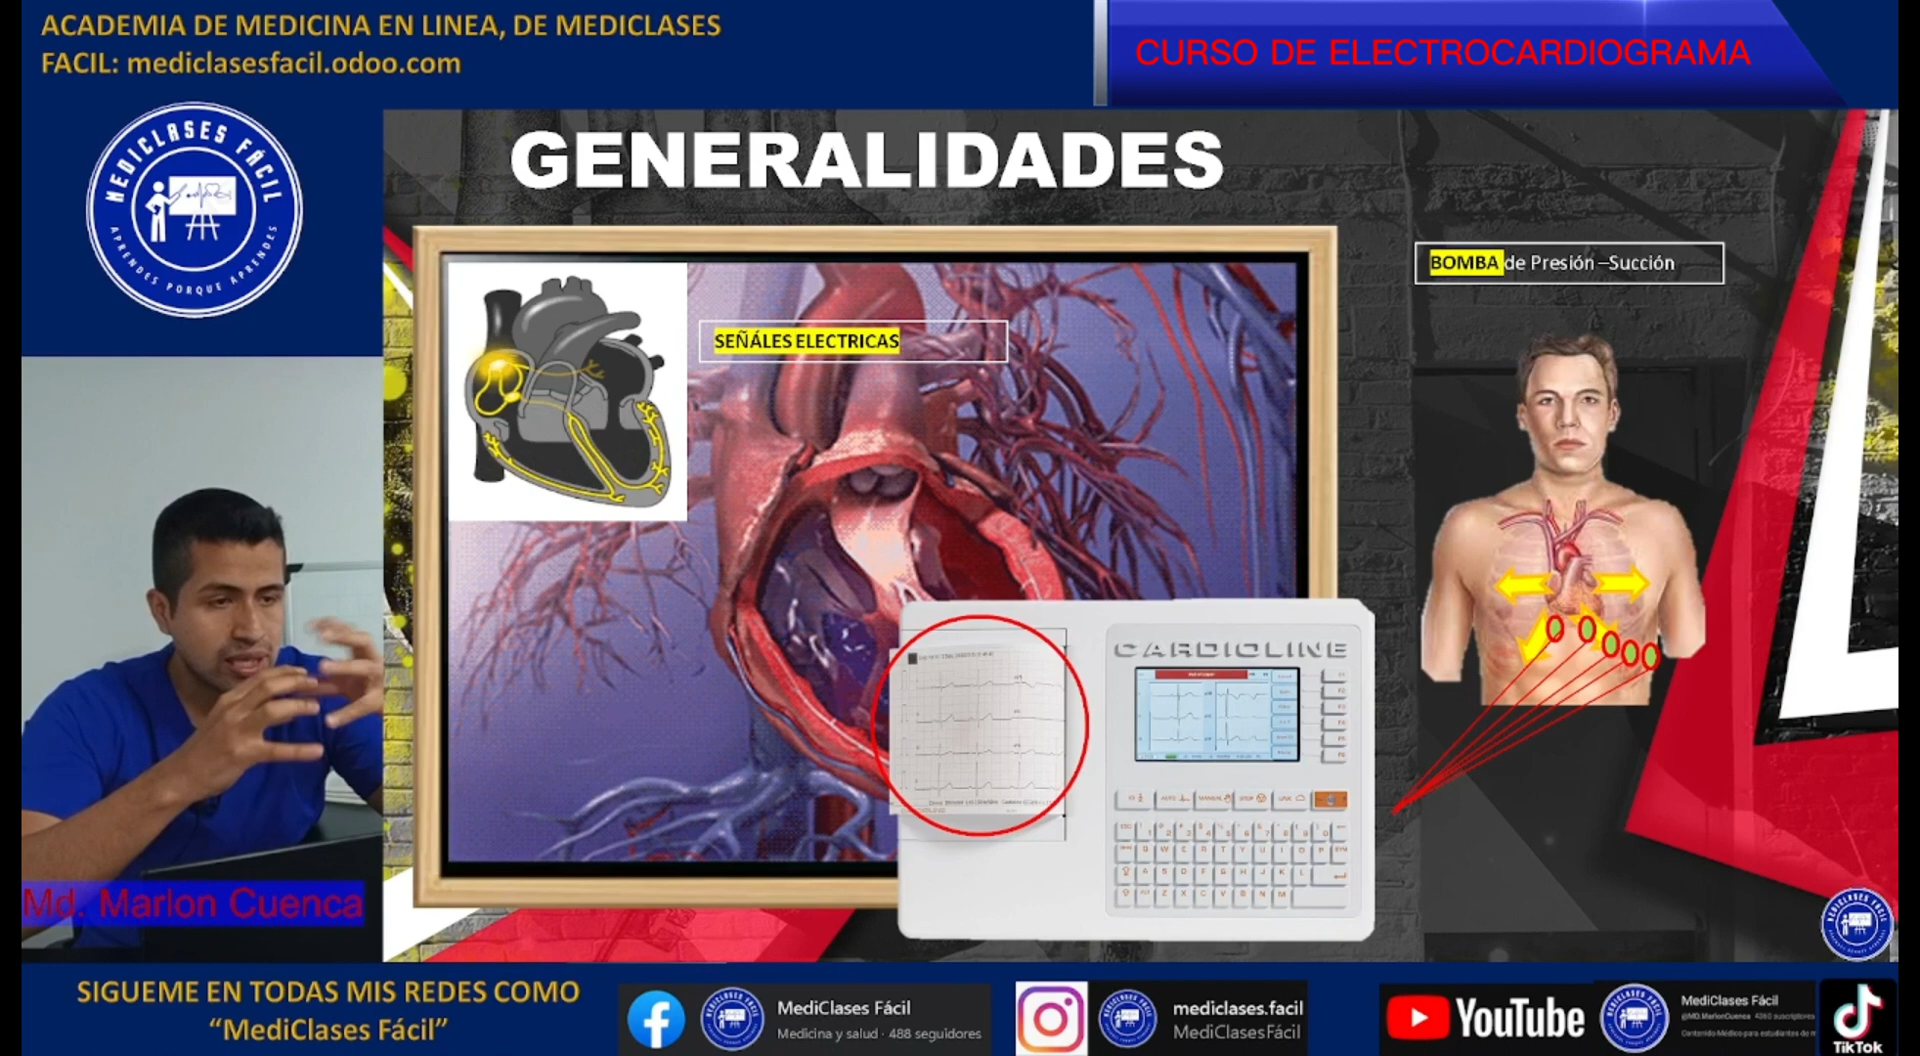 ACADEMIA DE MEDICINA EN LINEA, DE MEDICLASES
FACIL: mediclasesfacil.odoo.com
CURSO DE ELECTROCARDIOGRAMA
MEDICLASES FÁCIL
APRENDES PORQUE APRENDES
GENERALIDADES
BOMBA de Presión –Succión
SEÑÁLES ELECTRICAS
CARDIOLINE
Md. Marlon Cuenca
SIGUEME EN TODAS MIS REDES COMO
“MediClases Fácil”
MediClases Fácil
Medicina y salud · 488 seguidores
mediclases.facil
MediClasesFácil
YouTube
MediClases Fácil
@MD.MarlonCuenca
TikTok